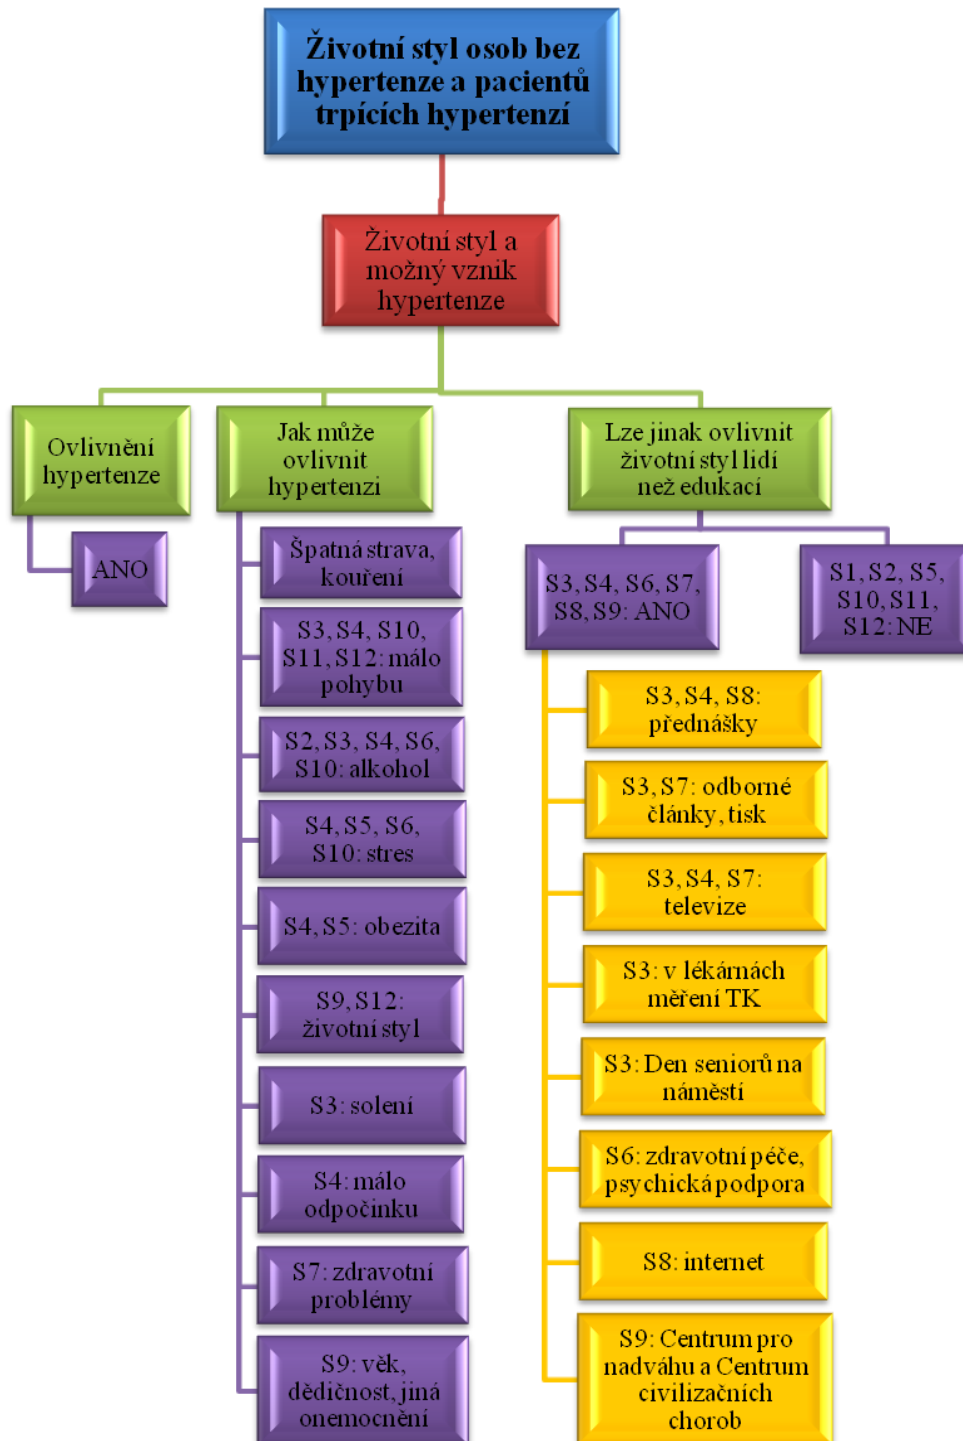 Životní styl osob bez
hypertenze a pacientů
trpících hypertenzí
Životní styl a
možný vznik
hypertenze
Ovlivnění
hypertenze
ANO
Jak může
ovlivnit
hypertenzi
Špatná strava,
kouření
S3, S4, S10,
S11, S12: málo
pohybu
S2, S3, S4, S6,
S10: alkohol
S4, S5, S6,
S10: stres
S4, S5: obezita
S9, S12:
životní styl
S3: solení
S4: málo
odpočinku
S7: zdravotní
problémy
S9: věk,
dědičnost, jiná
onemocnění
Lze jinak ovlivnit
životní styl lidí
než edukací
S3, S4, S6, S7,
S8, S9: ANO
S3, S4, S8:
přednášky
S3, S7: odborné
články, tisk
S3, S4, S7:
televize
S3: v lékárnách
měření TK
S3: Den seniorů na
náměstí
S6: zdravotní péče,
psychická podpora
S8: internet
S9: Centrum pro
nadváhu a Centrum
civilizačních
chorob
S1, S2, S5,
S10, S11,
S12: NE